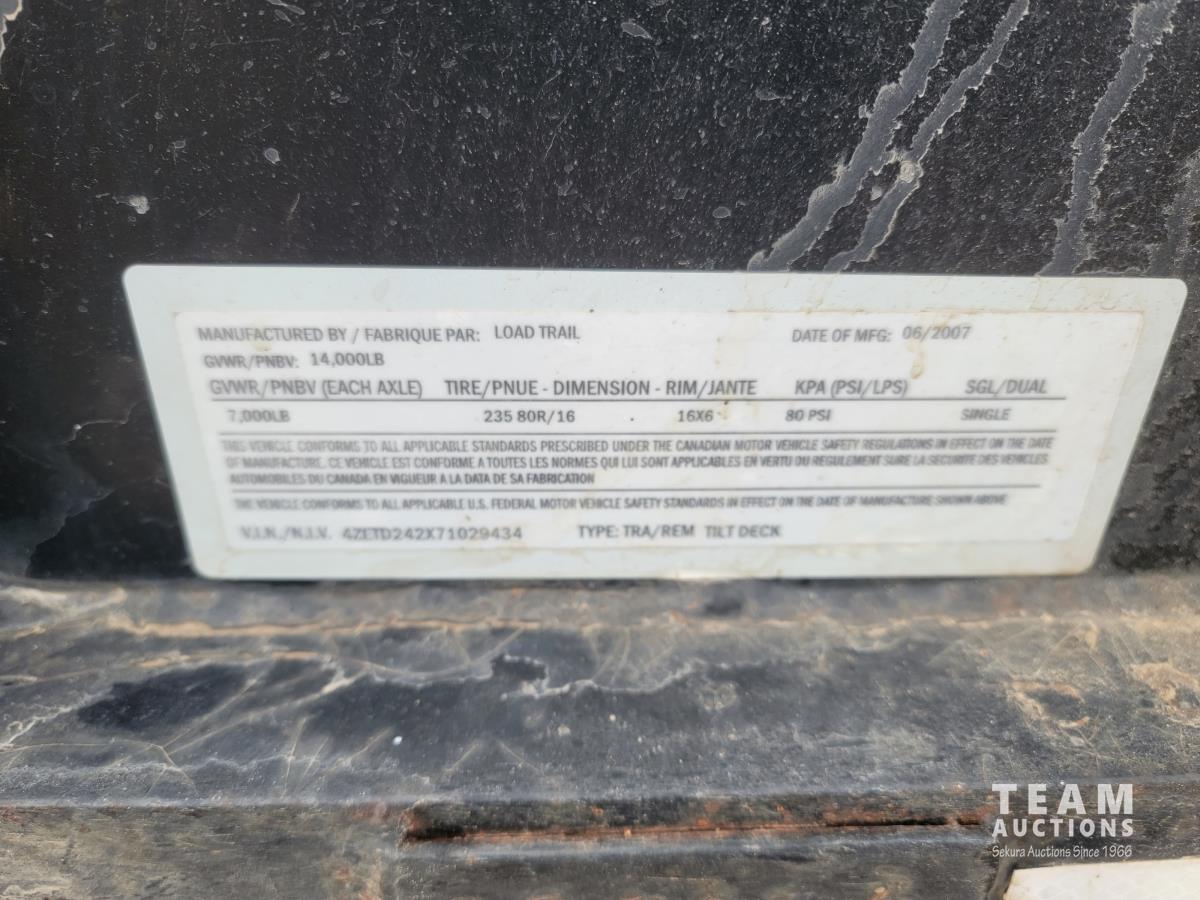 MANUFACTURED BY / FABRIQUE PAR: LOAD TRAIL DATE OF MFG: 06/2007
GVWR/PNBV: 14,000LB
GVWR/PNBV (EACH AXLE) TIRE/PNUE - DIMENSION - RIM/JANTE KPA (PSI/LPS) SGL/DUAL
7,000LB 235 80R/16 . 16X6 80 PSI SINGLE
THIS VEHICLE CONFORMS TO ALL APPLICABLE STANDARDS PRESCRIBED UNDER THE CANADIAN MOTOR VEHICLE SAFETY REGULATIONS IN EFFECT ON THE DATE
OF MANUFACTURE. CE VEHICLE EST CONFORME A TOUTES LES NORMES QUI LUI SONT APPLICABLES EN VERTU DU REGULEMENT SURE LA SECURITE DES VEHICLES
AUTOMOBILES DU CANADA EN VIGUEUR A LA DATA DE SA FABRICATION
THE VEHICLE CONFORMS TO ALL APPLICABLE U.S. FEDERAL MOTOR VEHICLE SAFETY STANDARDS IN EFFECT ON THE DATE OF MANUFACTURE SHOWN ABOVE
V.I.N./N.I.V. 4ZETD242X71029434 TYPE: TRA/REM TILT DECK
TEAM
AUCTIONS
Sekura Auctions Since 1966